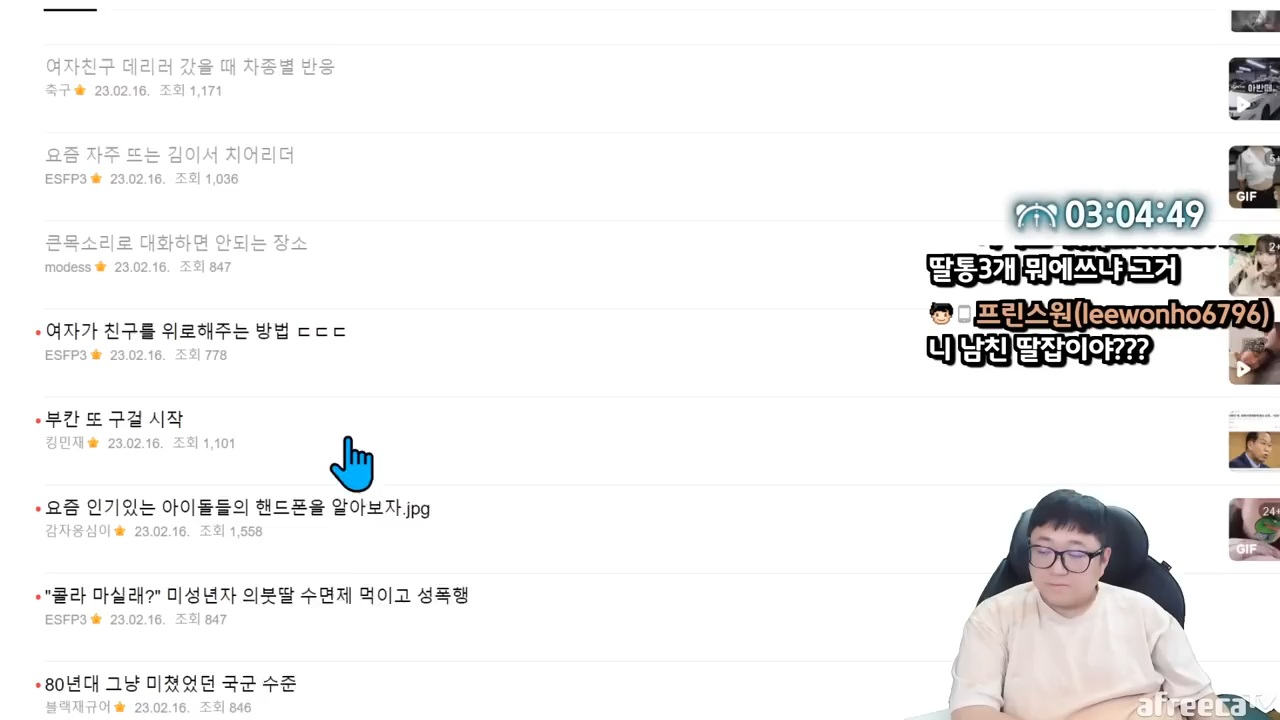 여자친구 데리러 갔을 때 차종별 반응
축구 23.02.16. 조회 1,171
아반떼.
요즘 자주 뜨는 김이서 치어리더
ESFP3 23.02.16. 조회 1,036
5+
GIF
03:04:49
큰목소리로 대화하면 안되는 장소
modess 23.02.16. 조회 847
2+
딸통3개 뭐에쓰냐 그거
프린스원(leewonho6796)
니 남친 딸잡이야???
여자가 친구를 위로해주는 방법 ㄷㄷㄷ
ESFP3 23.02.16. 조회 778
부칸 또 구걸 시작
킹민재 23.02.16. 조회 1,101
요즘 인기있는 아이돌들의 핸드폰을 알아보자.jpg
감자옹심이 23.02.16. 조회 1,558
24+
GIF
"콜라 마실래?" 미성년자 의붓딸 수면제 먹이고 성폭행
ESFP3 23.02.16. 조회 847
80년대 그냥 미쳤었던 국군 수준
블랙재규어 23.02.16. 조회 846
afreecaTV